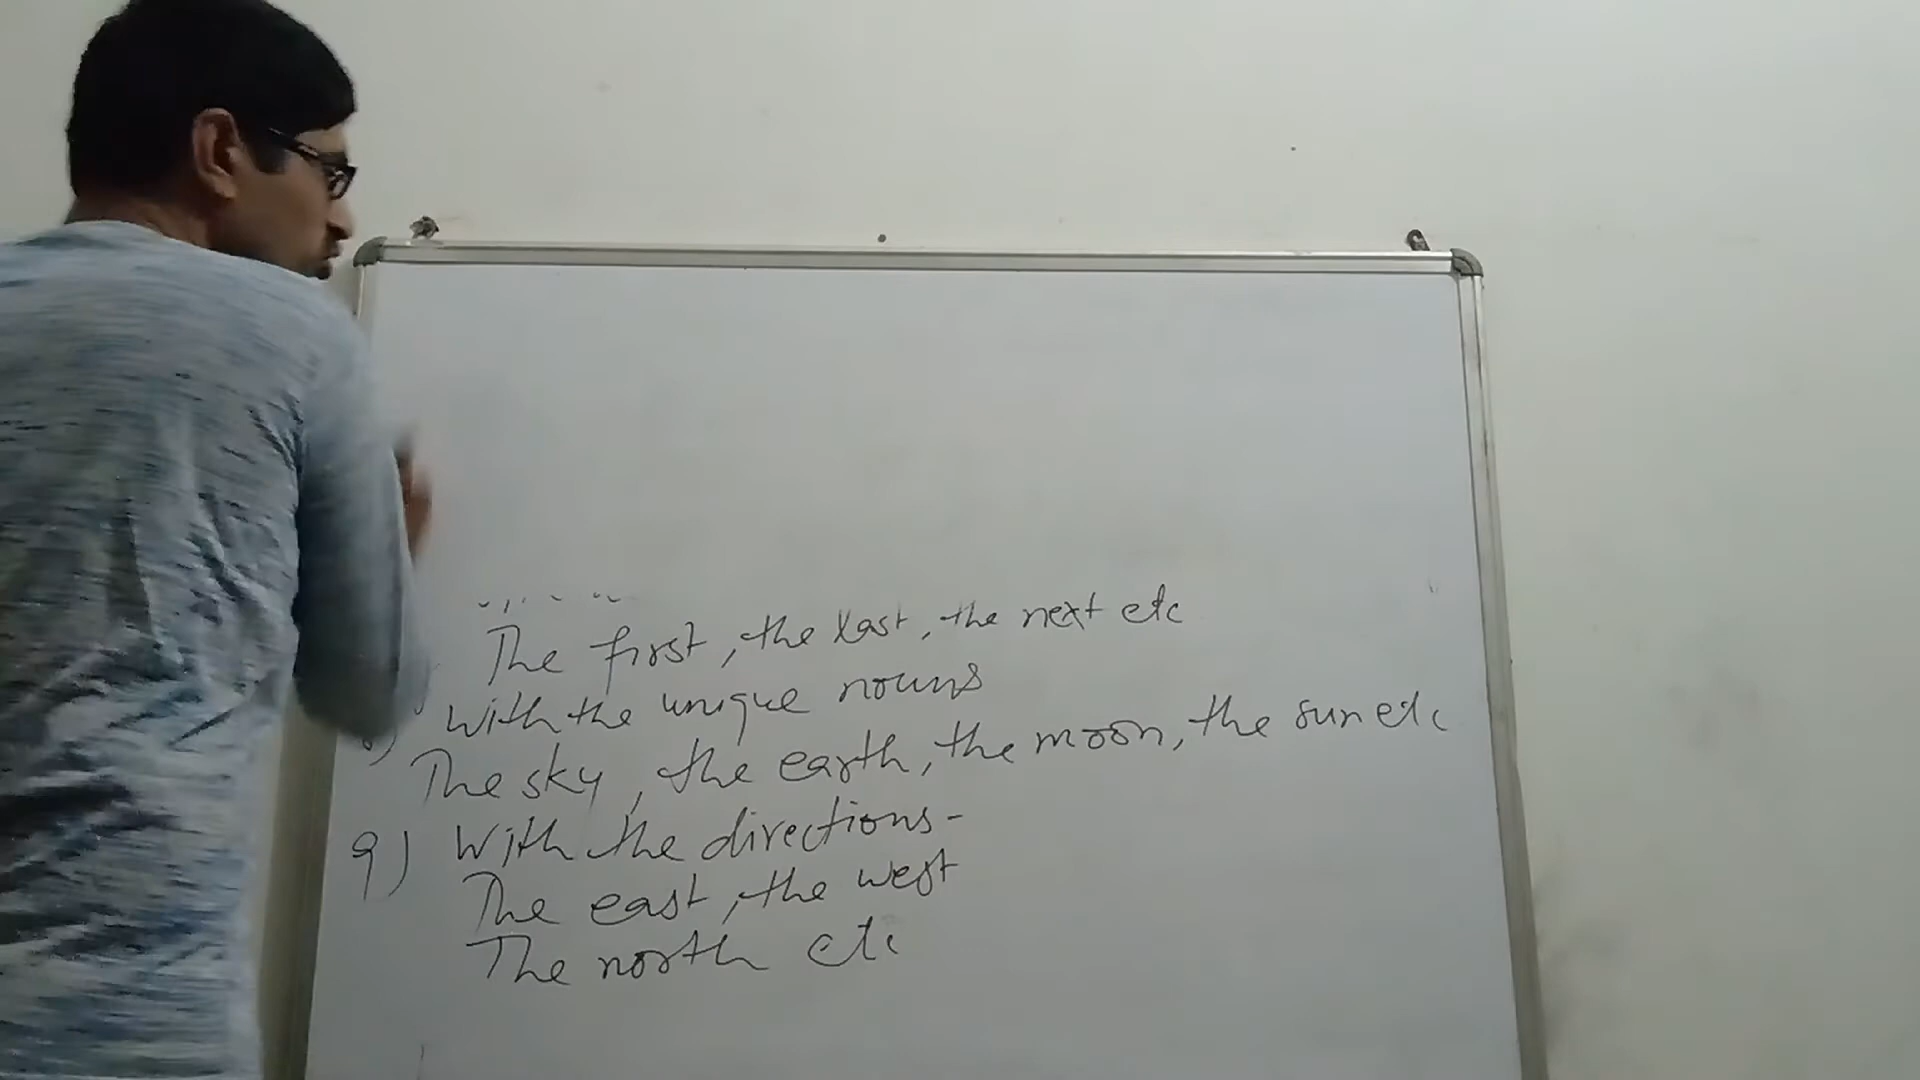 The first, the last, the next etc
8) With the unique nouns
The sky, the earth, the moon, the sun etc
9) With the directions-
The east, the west
The north etc